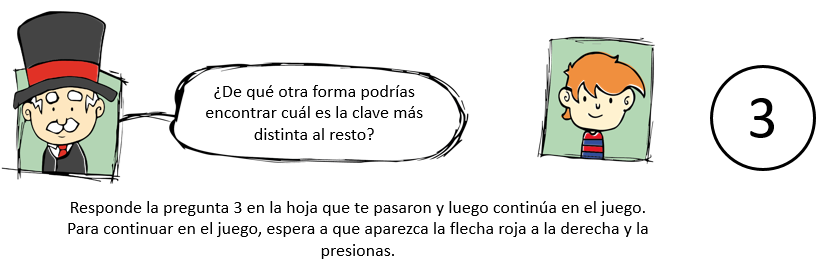 ¿De qué otra forma podrías
encontrar cuál es la clave más
distinta al resto?
3
Responde la pregunta 3 en la hoja que te pasaron y luego continúa en el juego.
Para continuar en el juego, espera a que aparezca la flecha roja a la derecha y la
presionas.